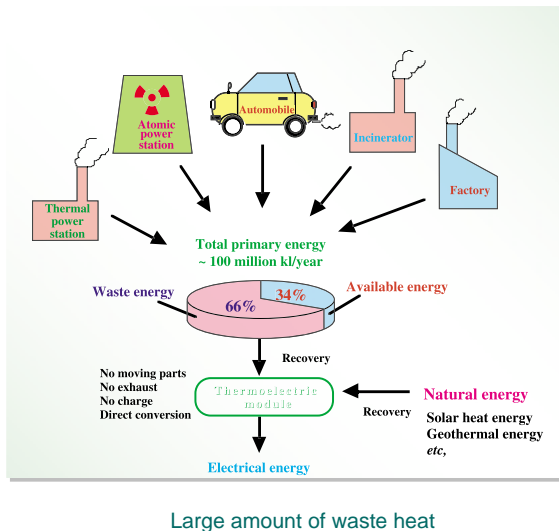 Atomic
power
station
Automobile
Incinerator
Factory
Thermal
power
station
Total primary energy
~ 100 million kl/year
Waste energy
66%
34%
Available energy
Recovery
No moving parts
No exhaust
No charge
Direct conversion
Thermoelectric
module
Natural energy
Recovery
Solar heat energy
Geothermal energy
etc,
Electrical energy
Large amount of waste heat